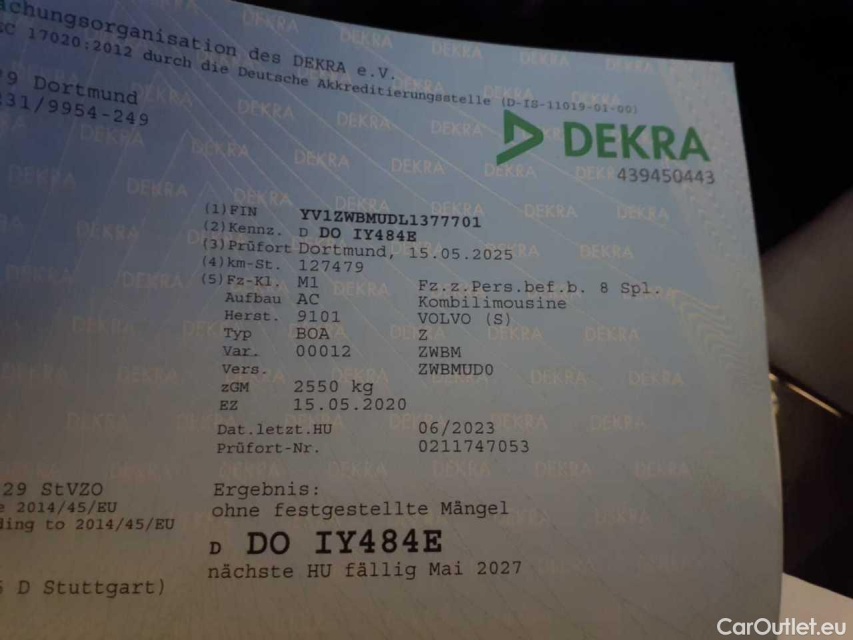 achungsorganisation des DEKRA e.V.
C 17020:2012 durch die Deutsche Akkreditierungsstelle (D-IS-11019-01-00)
9 Dortmund
231/9954-249
DEKRA
439450443
(1) FIN YV1ZWBMUDL1377701
(2) Kennz. D DO IY484E
(3) Prüfort Dortmund, 15.05.2025
(4) km-St. 127479
(5) Fz-Kl. M1 Fz.z.Pers.bef.b. 8 Spl.
Aufbau AC Kombilimousine
Herst. 9101 VOLVO (S)
Typ BOA Z
Var. 00012 ZWBM
Vers. ZWBMUD0
zGM 2550 kg
EZ 15.05.2020
Dat.letzt.HU 06/2023
Prüfort-Nr. 0211747053
29 StVZO
e 2014/45/EU
ding to 2014/45/EU
Ergebnis:
ohne festgestellte Mängel
D DO IY484E
nächste HU fällig Mai 2027
D Stuttgart)
CarOutlet.eu